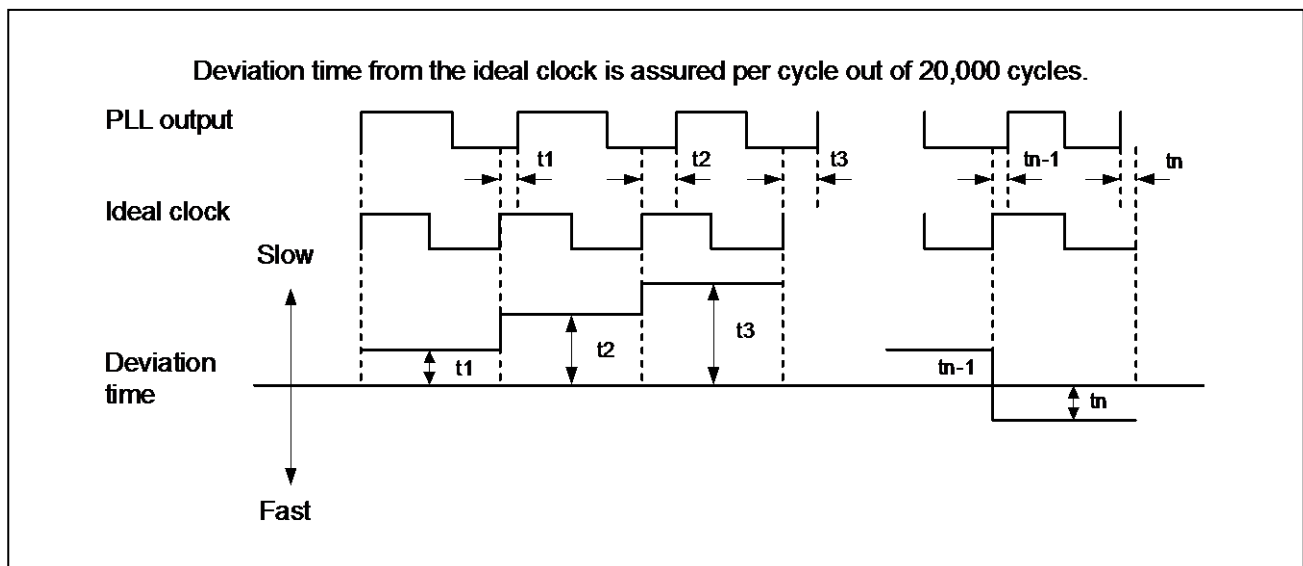 Deviation time from the ideal clock is assured per cycle out of 20,000 cycles.
PLL output
t1
t2
t3
tn-1
tn
Ideal clock
Slow
Deviation
time
t1
t2
t3
tn-1
tn
Fast